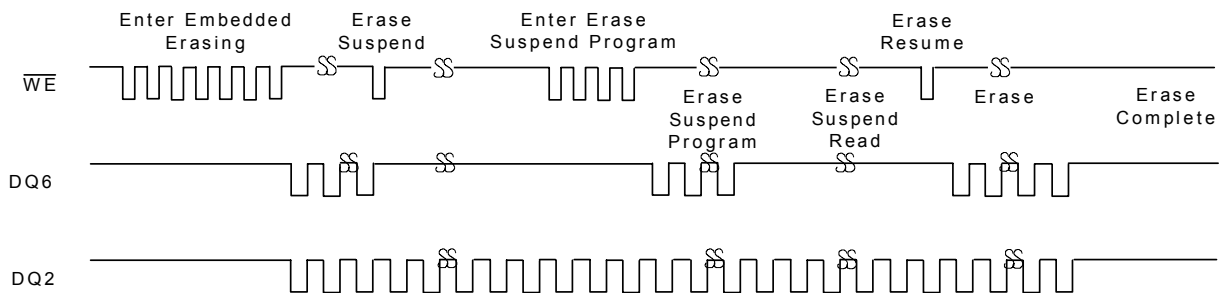 Enter Embedded
Erasing
Erase
Suspend
Enter Erase
Suspend Program
Erase
Resume
WE
Erase
Suspend
Program
Erase
Suspend
Read
Erase
Erase
Complete
DQ6
DQ2